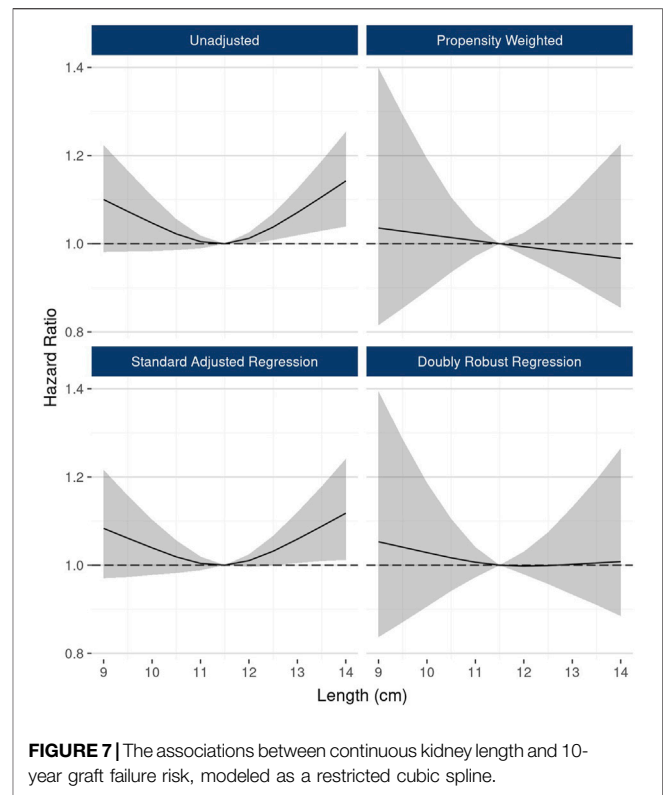 Unadjusted
Propensity Weighted
1.4
1.2
1.0
0.8
Standard Adjusted Regression
Doubly Robust Regression
1.4
1.2
1.0
0.8
Hazard Ratio
9 10 11 12 13 14
9 10 11 12 13 14
Length (cm)
FIGURE 7 | The associations between continuous kidney length and 10-
year graft failure risk, modeled as a restricted cubic spline.